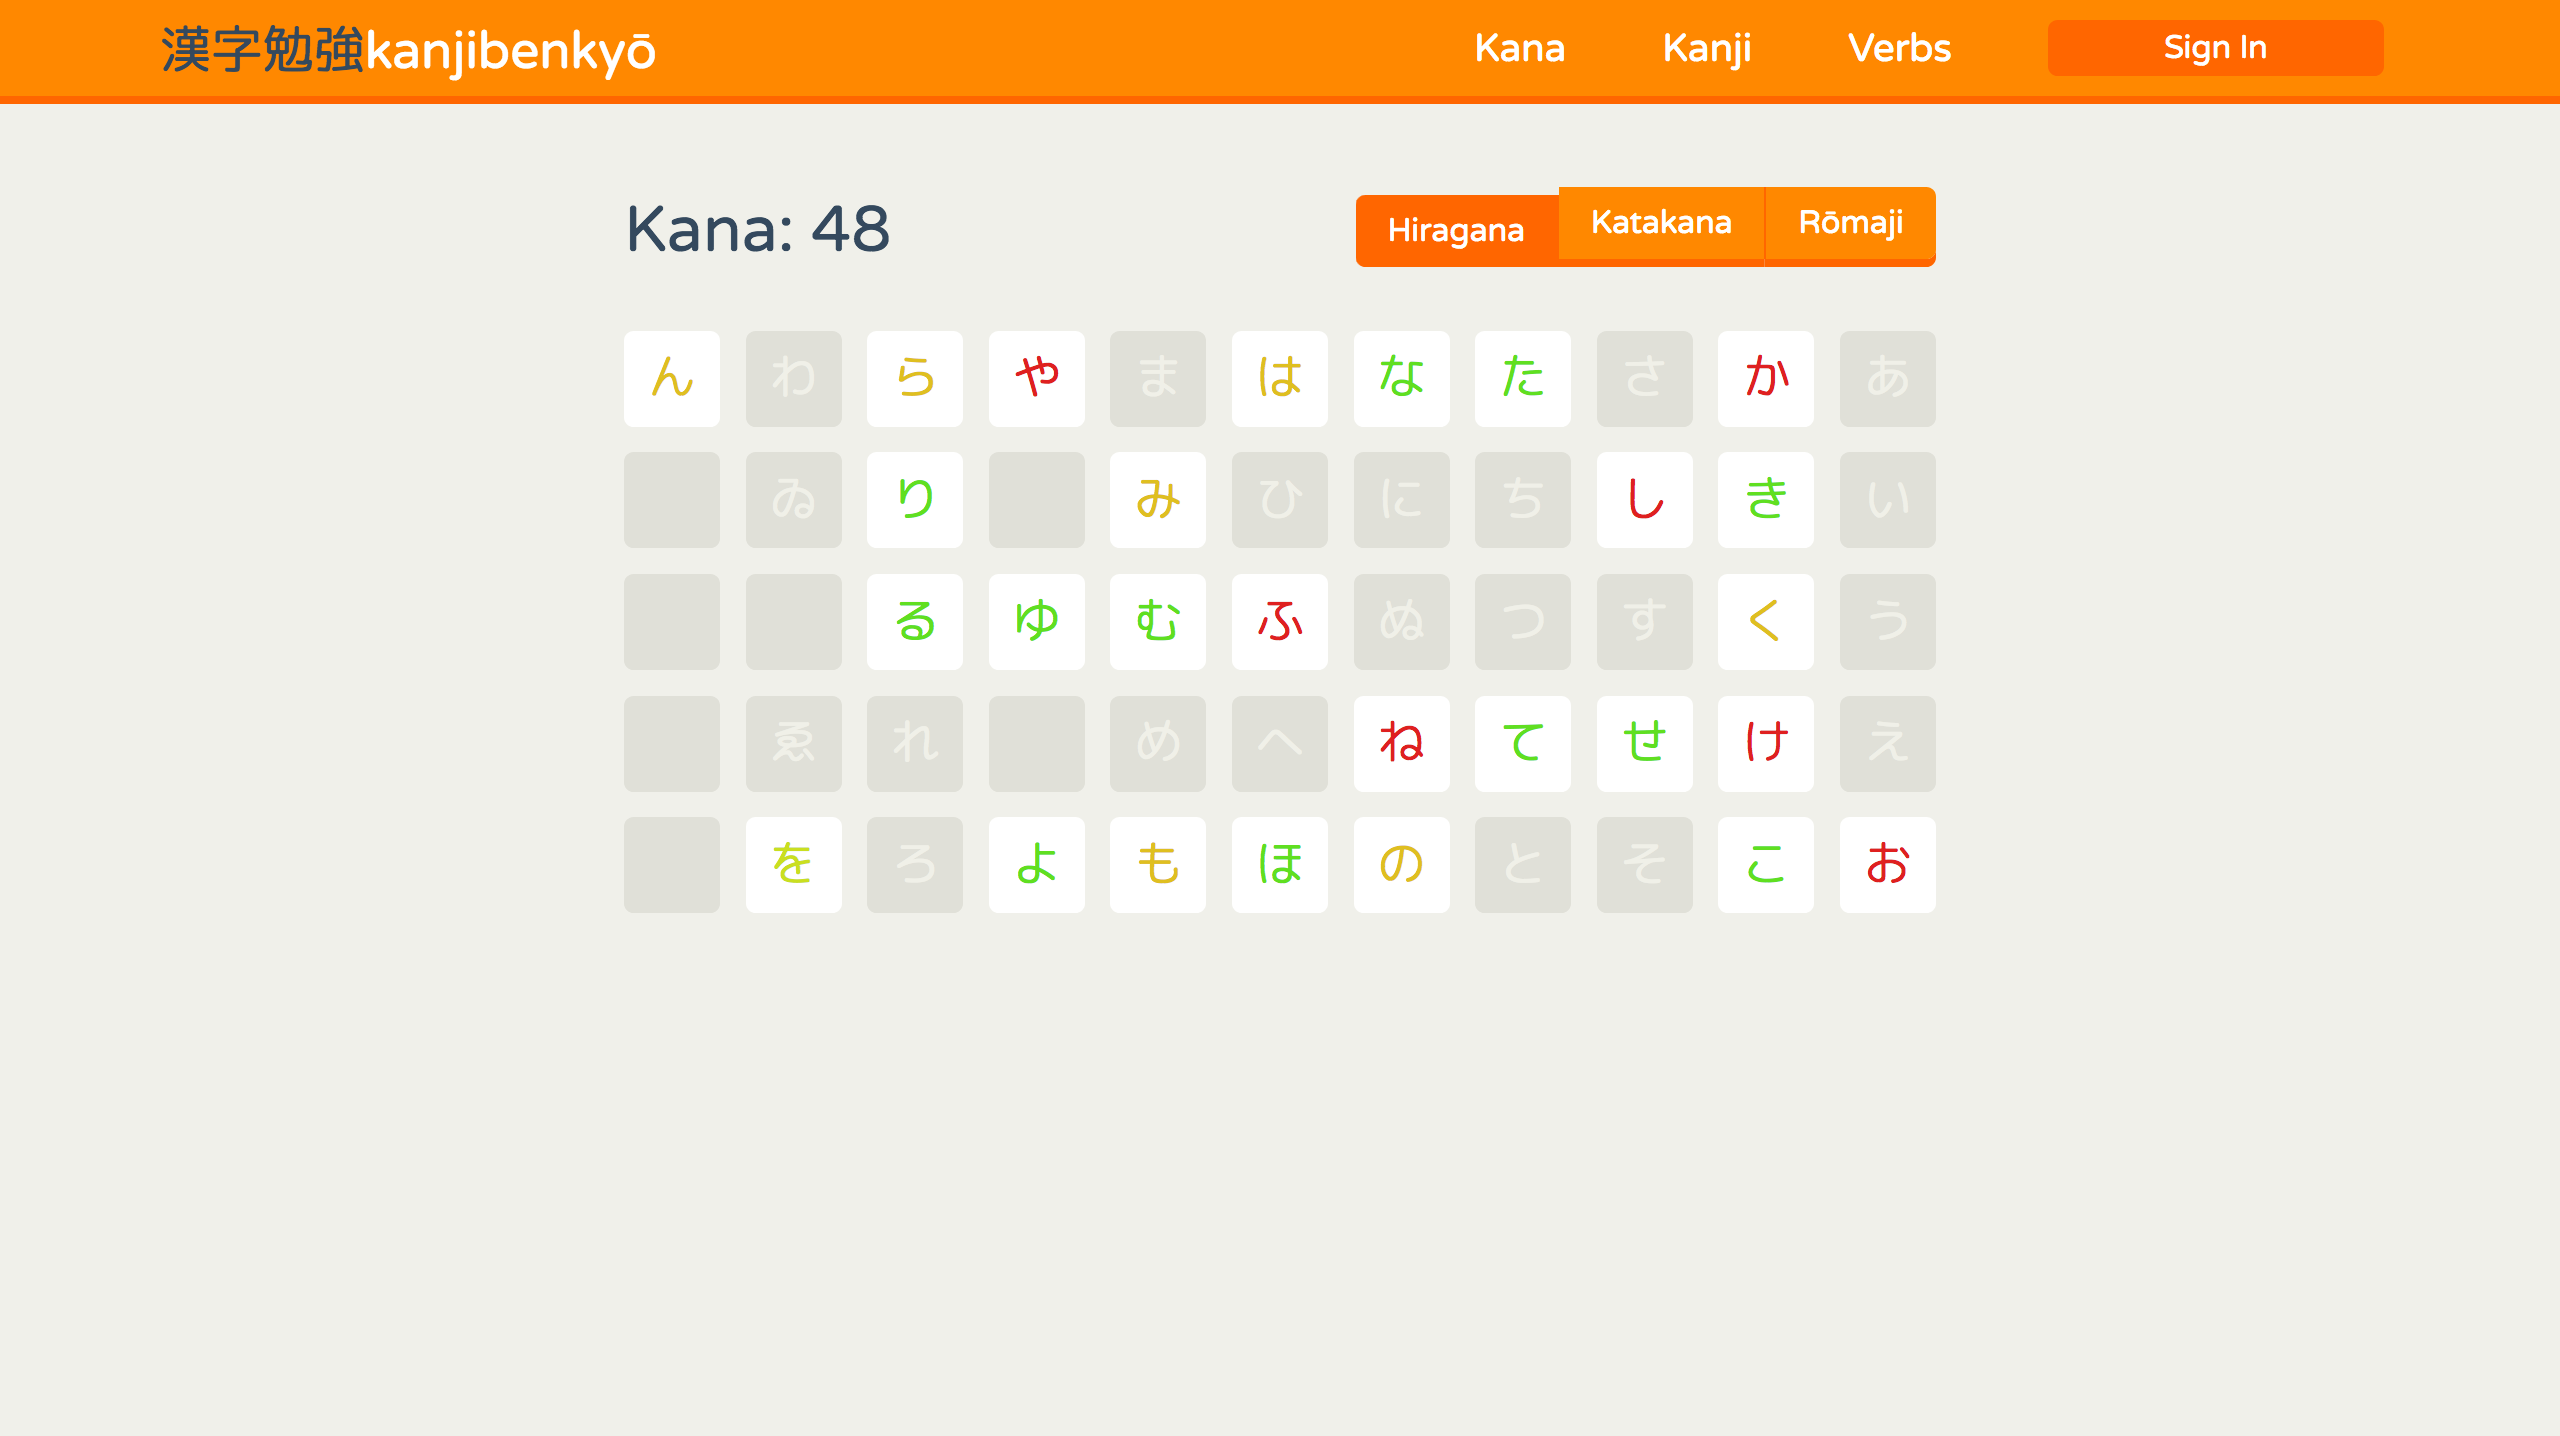 漢字勉強kanjibenkyō
Kana Kanji Verbs Sign In
Kana: 48
Hiragana Katakana Rōmaji
ん わ ら や ま は な た さ か あ
ゐ り み ひ に ち し き い
る ゆ む ふ ぬ つ す く う
ゑ れ め へ ね て せ け え
を ろ よ も ほ の と そ こ お